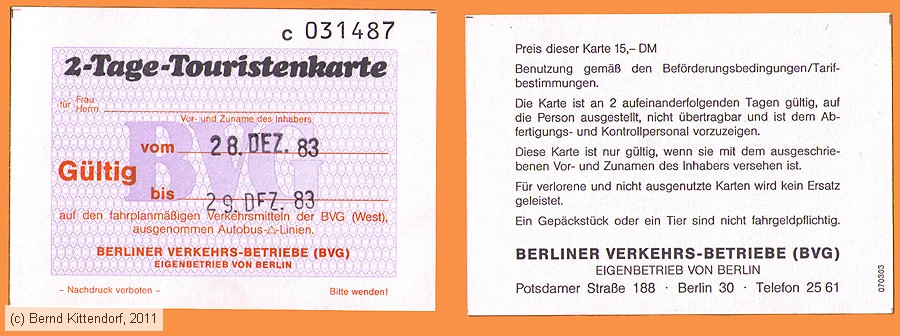 c 031487
2-Tage-Touristenkarte
für Frau
Herrn
Vor- und Zuname des Inhabers
BVG
vom 28. DEZ. 83
Gültig
bis 29. DEZ. 83
auf den fahrplanmäßigen Verkehrsmitteln der BVG (West),
ausgenommen Autobus-△-Linien.
BERLINER VERKEHRS-BETRIEBE (BVG)
EIGENBETRIEB VON BERLIN
– Nachdruck verboten –
Bitte wenden!
(c) Bernd Kittendorf, 2011
Preis dieser Karte 15,– DM
Benutzung gemäß den Beförderungsbedingungen/Tarif-
bestimmungen.
Die Karte ist an 2 aufeinanderfolgenden Tagen gültig, auf
die Person ausgestellt, nicht übertragbar und ist dem Ab-
fertigungs- und Kontrollpersonal vorzuzeigen.
Diese Karte ist nur gültig, wenn sie mit dem ausgeschrie-
benen Vor- und Zunamen des Inhabers versehen ist.
Für verlorene und nicht ausgenutzte Karten wird kein Ersatz
geleistet.
Ein Gepäckstück oder ein Tier sind nicht fahrgeldpflichtig.
BERLINER VERKEHRS-BETRIEBE (BVG)
EIGENBETRIEB VON BERLIN
Potsdamer Straße 188 · Berlin 30 · Telefon 25 61
070303